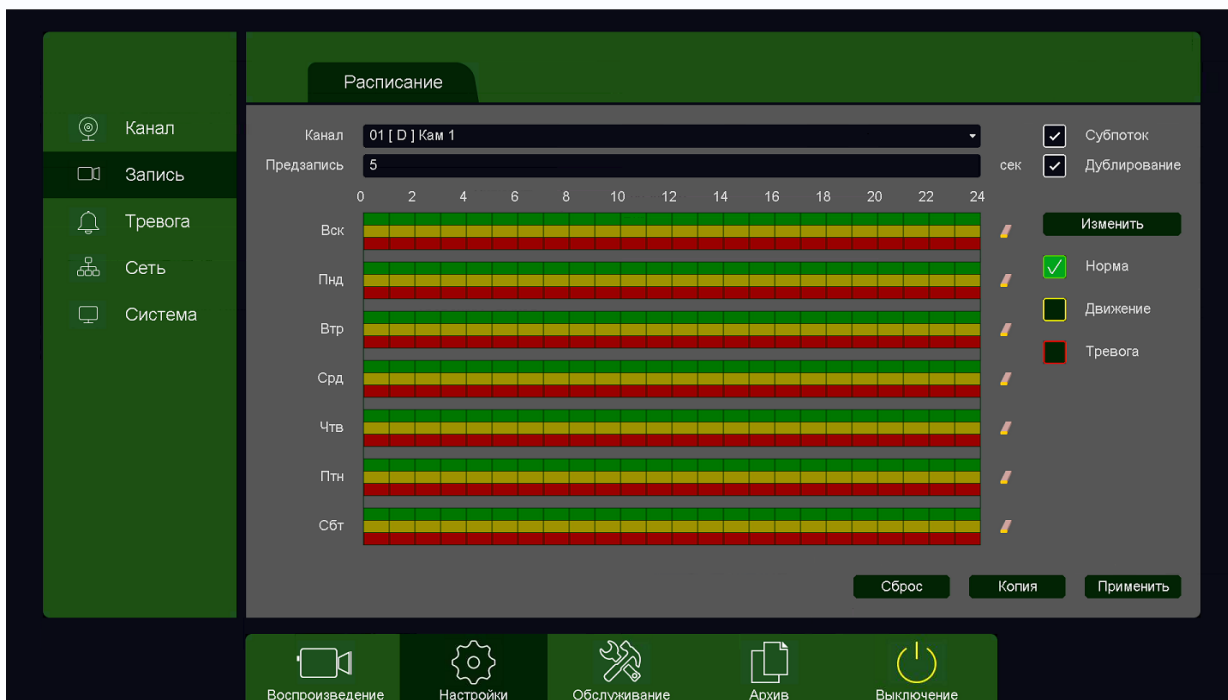 Расписание
Канал
Запись
Тревога
Сеть
Система
Канал 01 [ D ] Кам 1 Субпоток
Предзапись 5 сек Дублирование
0 2 4 6 8 10 12 14 16 18 20 22 24
Вск Изменить
Пнд Норма
Втр Движение
Срд Тревога
Чтв
Птн
Сбт
Сброс Копия Применить
Воспроизведение Настройки Обслуживание Архив Выключение